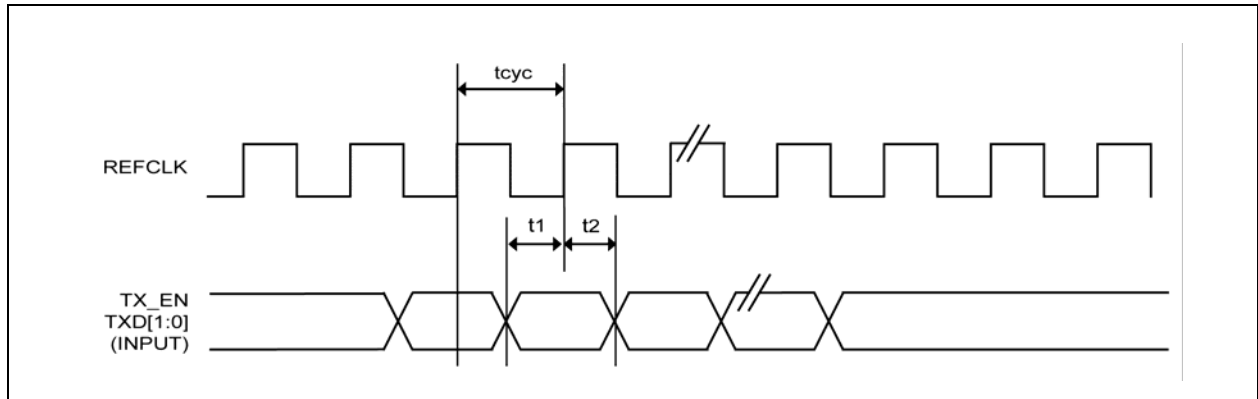 tcyc
REFCLK
t1
t2
TX_EN
TXD[1:0]
(INPUT)